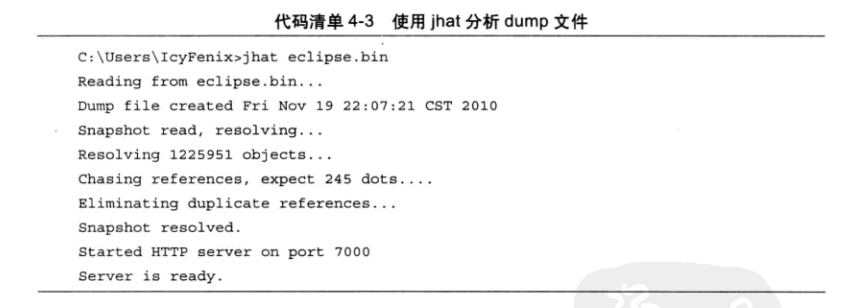 代码清单 4-3 使用 jhat 分析 dump 文件
C:\Users\IcyFenix>jhat eclipse.bin
Reading from eclipse.bin...
Dump file created Fri Nov 19 22:07:21 CST 2010
Snapshot read, resolving...
Resolving 1225951 objects...
Chasing references, expect 245 dots....
Eliminating duplicate references...
Snapshot resolved.
Started HTTP server on port 7000
Server is ready.